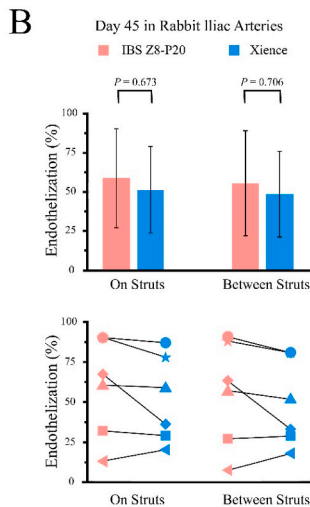 B
Day 45 in Rabbit Iliac Arteries
IBS Z8-P20 Xience
P = 0.673 P = 0.706
Endothelization (%)
100
75
50
25
0
On Struts Between Struts
Endothelization (%)
100
75
50
25
0
On Struts Between Struts